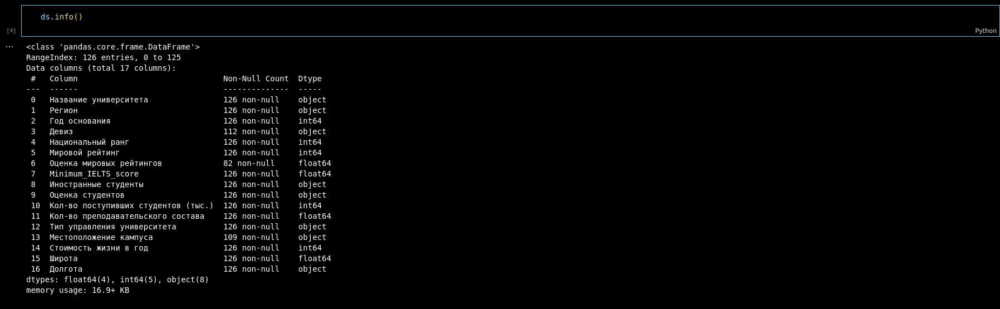 ds.info()
[4]
Python
... <class 'pandas.core.frame.DataFrame'>
RangeIndex: 126 entries, 0 to 125
Data columns (total 17 columns):
 #   Column                               Non-Null Count  Dtype
---  ------                               --------------  -----
 0   Название университета                126 non-null    object
 1   Регион                               126 non-null    object
 2   Год основания                        126 non-null    int64
 3   Девиз                                112 non-null    object
 4   Национальный ранг                    126 non-null    int64
 5   Мировой рейтинг                      126 non-null    int64
 6   Оценка мировых рейтингов             82 non-null     float64
 7   Minimum_IELTS_score                  126 non-null    float64
 8   Иностранные студенты                 126 non-null    object
 9   Оценка студентов                     126 non-null    object
 10  Кол-во поступивших студентов (тыс.)  126 non-null    int64
 11  Кол-во преподавательского состава    126 non-null    float64
 12  Тип управления университета          126 non-null    object
 13  Местоположение кампуса               109 non-null    object
 14  Стоимость жизни в год                126 non-null    int64
 15  Широта                               126 non-null    float64
 16  Долгота                              126 non-null    object
dtypes: float64(4), int64(5), object(8)
memory usage: 16.9+ KB